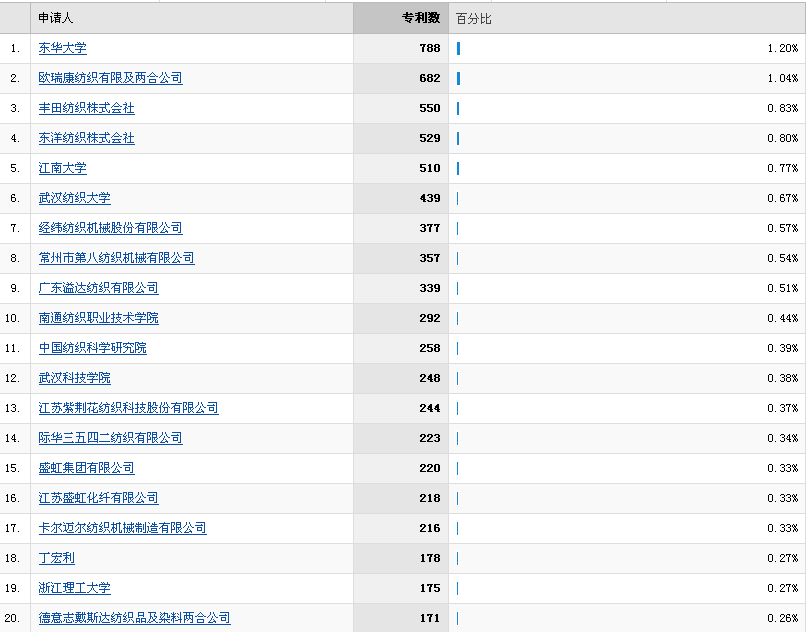 申请人 专利数 百分比
1. 东华大学 788 1.20%
2. 欧瑞康纺织有限及两合公司 682 1.04%
3. 丰田纺织株式会社 550 0.83%
4. 东洋纺织株式会社 529 0.80%
5. 江南大学 510 0.77%
6. 武汉纺织大学 439 0.67%
7. 经纬纺织机械股份有限公司 377 0.57%
8. 常州市第八纺织机械有限公司 357 0.54%
9. 广东溢达纺织有限公司 339 0.51%
10. 南通纺织职业技术学院 292 0.44%
11. 中国纺织科学研究院 258 0.39%
12. 武汉科技学院 248 0.38%
13. 江苏紫荆花纺织科技股份有限公司 244 0.37%
14. 际华三五四二纺织有限公司 223 0.34%
15. 盛虹集团有限公司 220 0.33%
16. 江苏盛虹化纤有限公司 218 0.33%
17. 卡尔迈尔纺织机械制造有限公司 216 0.33%
18. 丁宏利 178 0.27%
19. 浙江理工大学 175 0.27%
20. 德意志戴斯达纺织品及染料两合公司 171 0.26%